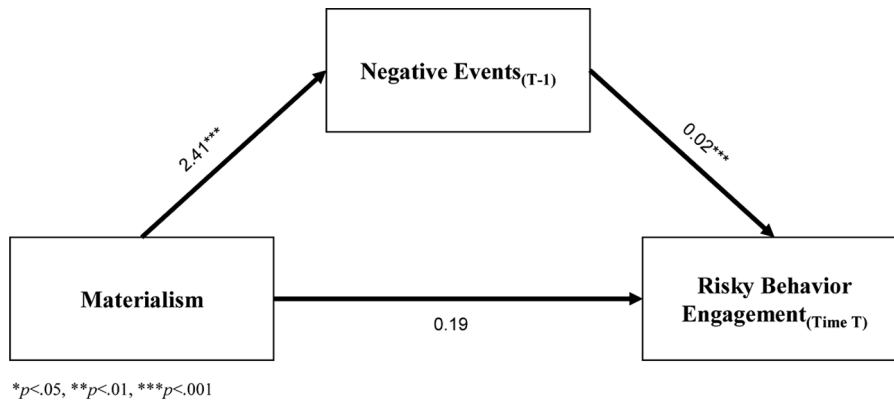 Negative Events(T-1)
2.41***
0.02***
Materialism
0.19
Risky Behavior
Engagement(Time T)
*p<.05, **p<.01, ***p<.001